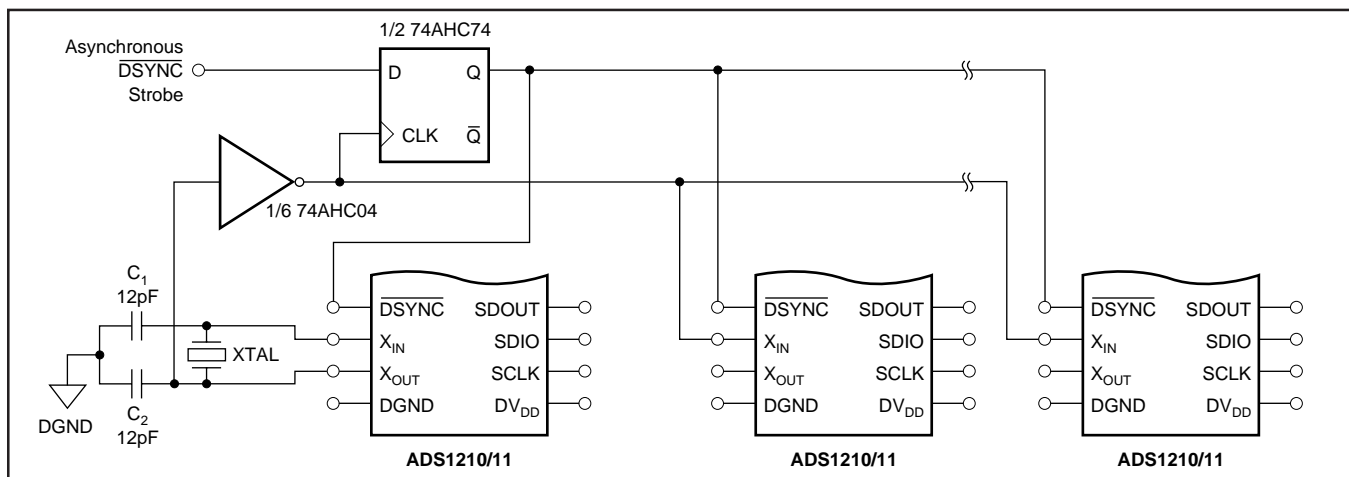 1/2 74AHC74
Asynchronous
DSYNC
Strobe
D
Q
CLK
Q
1/6 74AHC04
C1
12pF
XTAL
C2
12pF
DGND
DSYNC
SDOUT
XIN
SDIO
XOUT
SCLK
DGND
DVDD
ADS1210/11
DSYNC
SDOUT
XIN
SDIO
XOUT
SCLK
DGND
DVDD
ADS1210/11
DSYNC
SDOUT
XIN
SDIO
XOUT
SCLK
DGND
DVDD
ADS1210/11